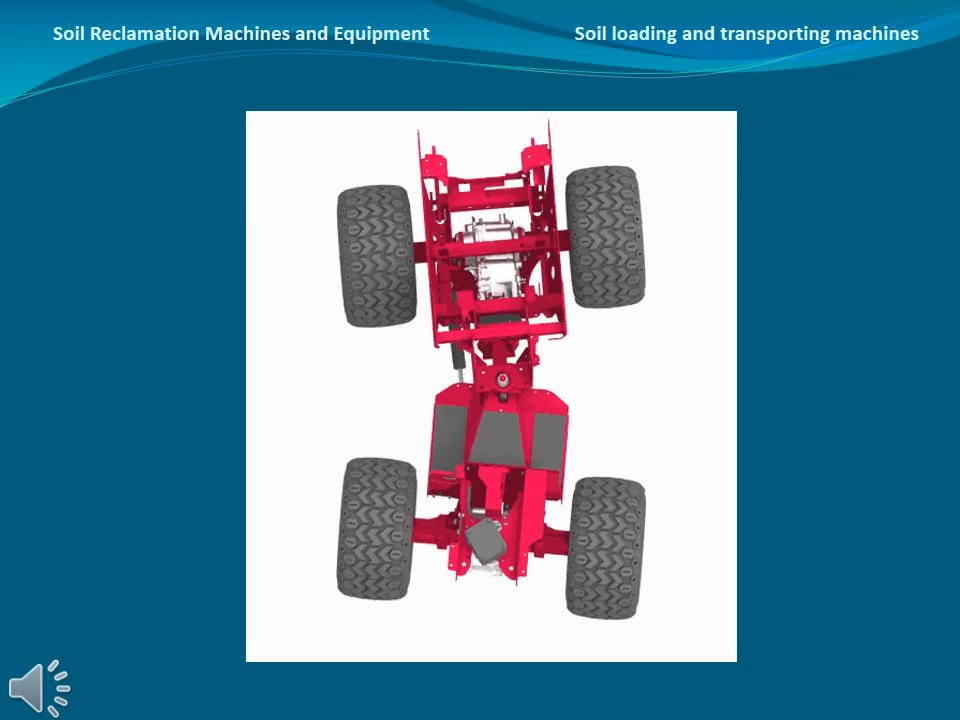 Soil Reclamation Machines and Equipment
Soil loading and transporting machines